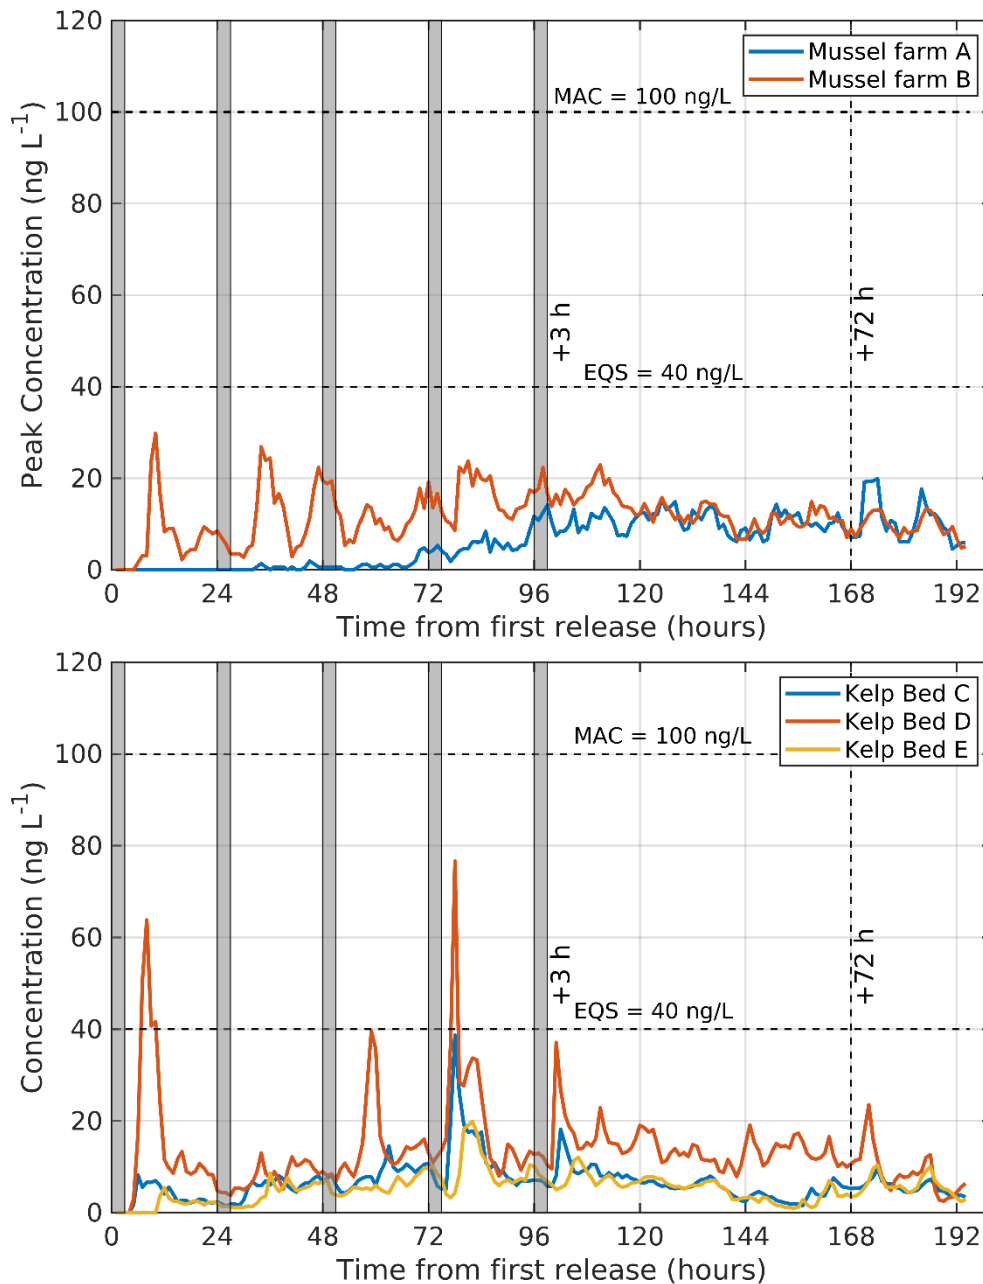 120
100
80
60
40
20
0
Peak Concentration (ng L-1)
Mussel farm A
Mussel farm B
MAC = 100 ng/L
+3 h
+72 h
EQS = 40 ng/L
0 24 48 72 96 120 144 168 192
Time from first release (hours)
120
100
80
60
40
20
0
Concentration (ng L-1)
Kelp Bed C
Kelp Bed D
Kelp Bed E
MAC = 100 ng/L
+3 h
+72 h
EQS = 40 ng/L
0 24 48 72 96 120 144 168 192
Time from first release (hours)